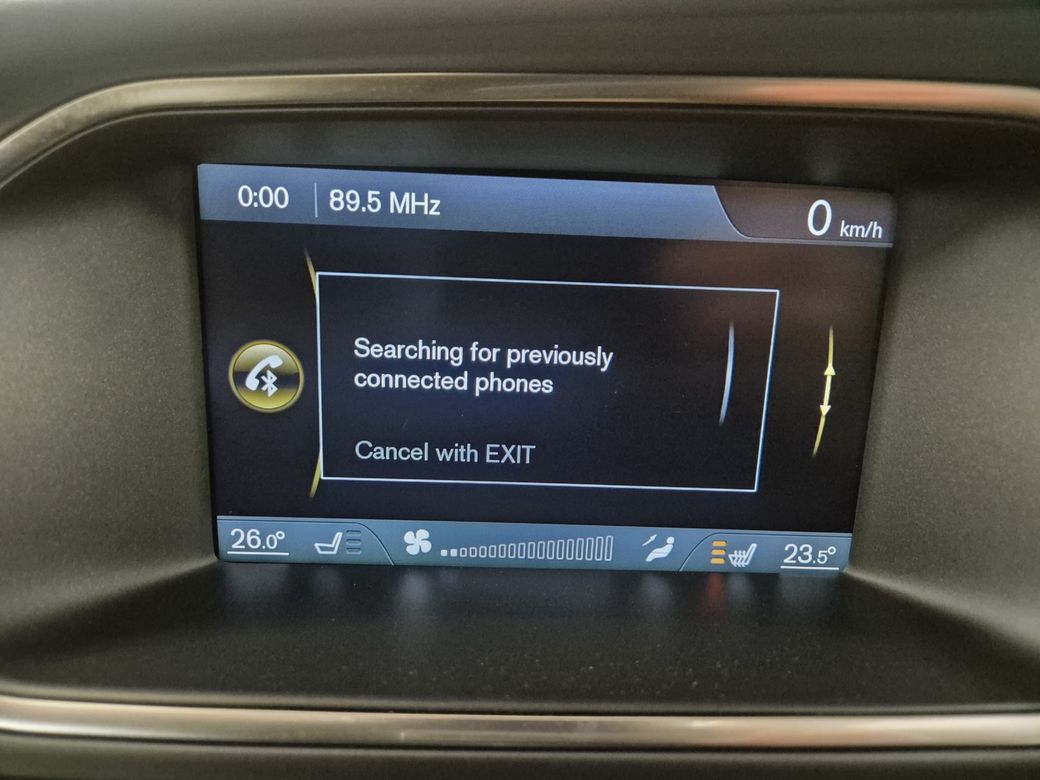 0:00 89.5 MHz 0 km/h
Searching for previously
connected phones
Cancel with EXIT
26.0° 23.5°